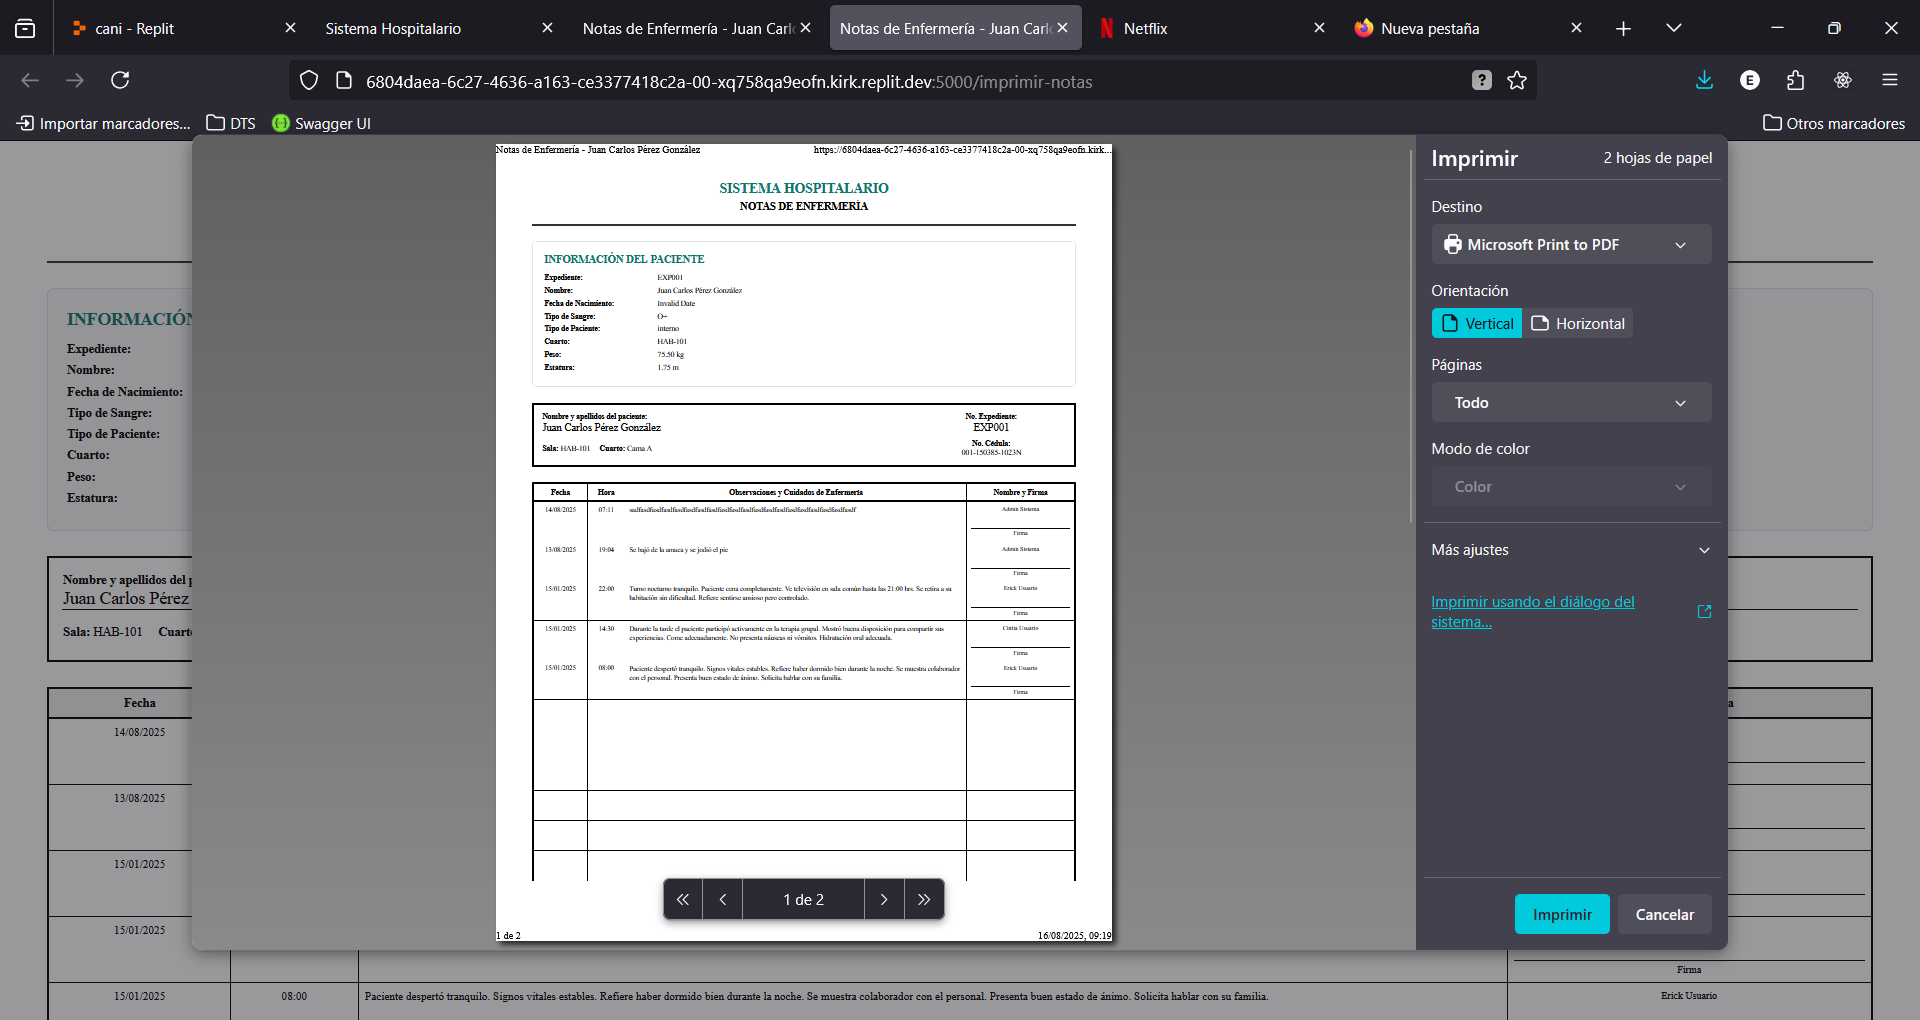 cani - Replit
Sistema Hospitalario
Notas de Enfermería - Juan Carl
Notas de Enfermería - Juan Carl
Netflix
Nueva pestaña
6804daea-6c27-4636-a163-ce3377418c2a-00-xq758qa9eofn.kirk.replit.dev:5000/imprimir-notas
Importar marcadores...
DTS
Swagger UI
Otros marcadores
Notas de Enfermería - Juan Carlos Pérez González
https://6804daea-6c27-4636-a163-ce3377418c2a-00-xq758qa9eofn.kirk...
SISTEMA HOSPITALARIO
NOTAS DE ENFERMERÍA
INFORMACIÓN DEL PACIENTE
Expediente: EXP001
Nombre: Juan Carlos Pérez González
Fecha de Nacimiento: Invalid Date
Tipo de Sangre: O+
Tipo de Paciente: interno
Cuarto: HAB-101
Peso: 75.50 kg
Estatura: 1.75 m
Nombre y apellidos del paciente:
Juan Carlos Pérez González
Sala: HAB-101 Cuarto: Cama A
No. Expediente:
EXP001
No. Cédula:
001-150385-1023N
Fecha Hora Observaciones y Cuidados de Enfermería Nombre y Firma
14/08/2025 07:11 Admin Sistema
Firma
13/08/2025 19:04 Se bajó de la amaca y se jodió el pie Admin Sistema
Firma
15/01/2025 22:00 Turno nocturno tranquilo. Paciente cena completamente. Ve televisión en sala común hasta las 21:00 hrs. Se retira a su Erick Usuario
habitación sin dificultad. Refiere sentirse ansioso pero controlado.
Firma
15/01/2025 14:30 Durante la tarde el paciente participó activamente en la terapia grupal. Mostró buena disposición para compartir sus Cintia Usuario
experiencias. Come adecuadamente. No presenta náuseas ni vómitos. Hidratación oral adecuada.
Firma
15/01/2025 08:00 Paciente despertó tranquilo. Signos vitales estables. Refiere haber dormido bien durante la noche. Se muestra colaborador Erick Usuario
con el personal. Presenta buen estado de ánimo. Solicita hablar con su familia.
Firma
1 de 2
1 de 2
16/08/2025, 09:19
Imprimir
2 hojas de papel
Destino
Microsoft Print to PDF
Orientación
Vertical
Horizontal
Páginas
Todo
Modo de color
Color
Más ajustes
Imprimir usando el diálogo del
sistema...
Imprimir
Cancelar
INFORMACIÓN
Expediente:
Nombre:
Fecha de Nacimiento:
Tipo de Sangre:
Tipo de Paciente:
Cuarto:
Peso:
Estatura:
Nombre y apellidos del p
Juan Carlos Pérez
Sala: HAB-101 Cuarto
Fecha
a
14/08/2025
13/08/2025
15/01/2025
15/01/2025
Firma
15/01/2025 08:00 Paciente despertó tranquilo. Signos vitales estables. Refiere haber dormido bien durante la noche. Se muestra colaborador con el personal. Presenta buen estado de ánimo. Solicita hablar con su familia. Erick Usuario